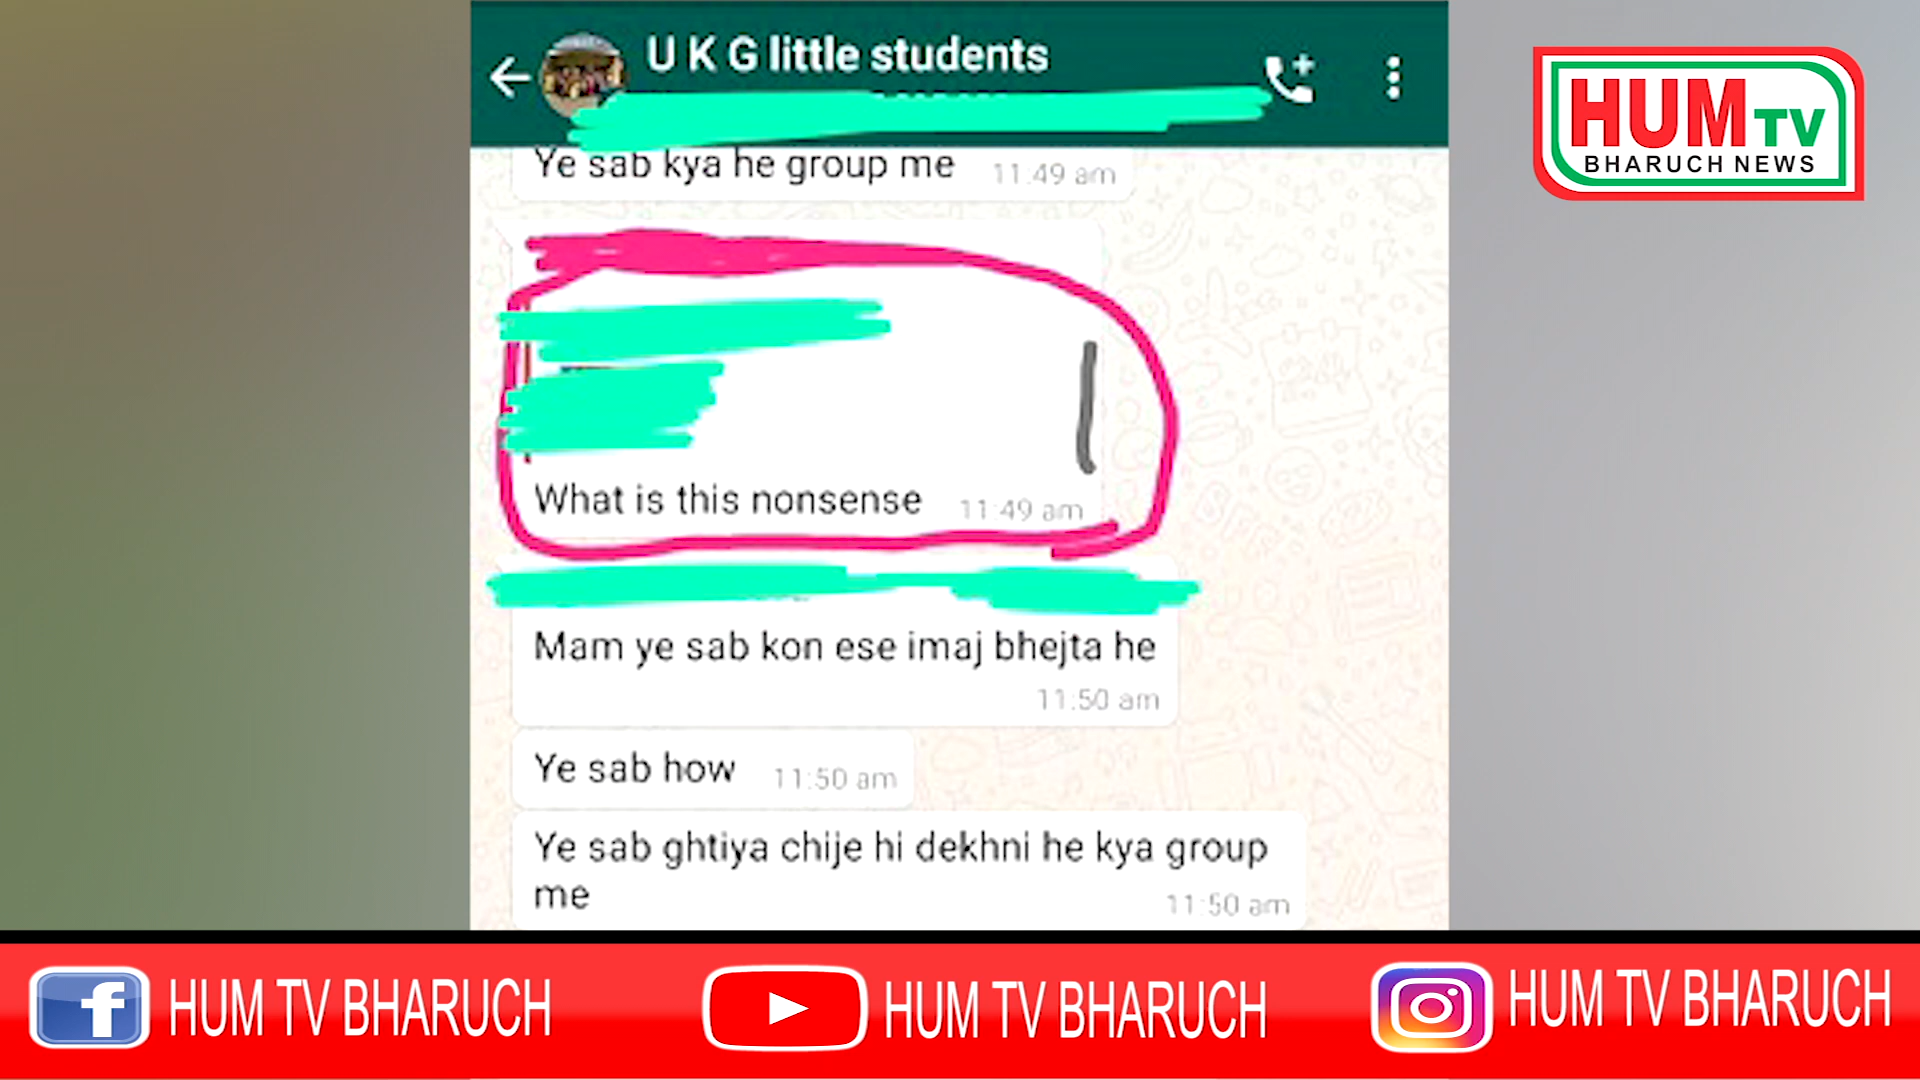 U K G little students
HUM TV
BHARUCH NEWS
Ye sab kya he group me 11:49 am
What is this nonsense 11:49 am
Mam ye sab kon ese imaj bhejta he
11:50 am
Ye sab how 11:50 am
Ye sab ghtiya chije hi dekhni he kya group
me 11:50 am
HUM TV BHARUCH
HUM TV BHARUCH
HUM TV BHARUCH